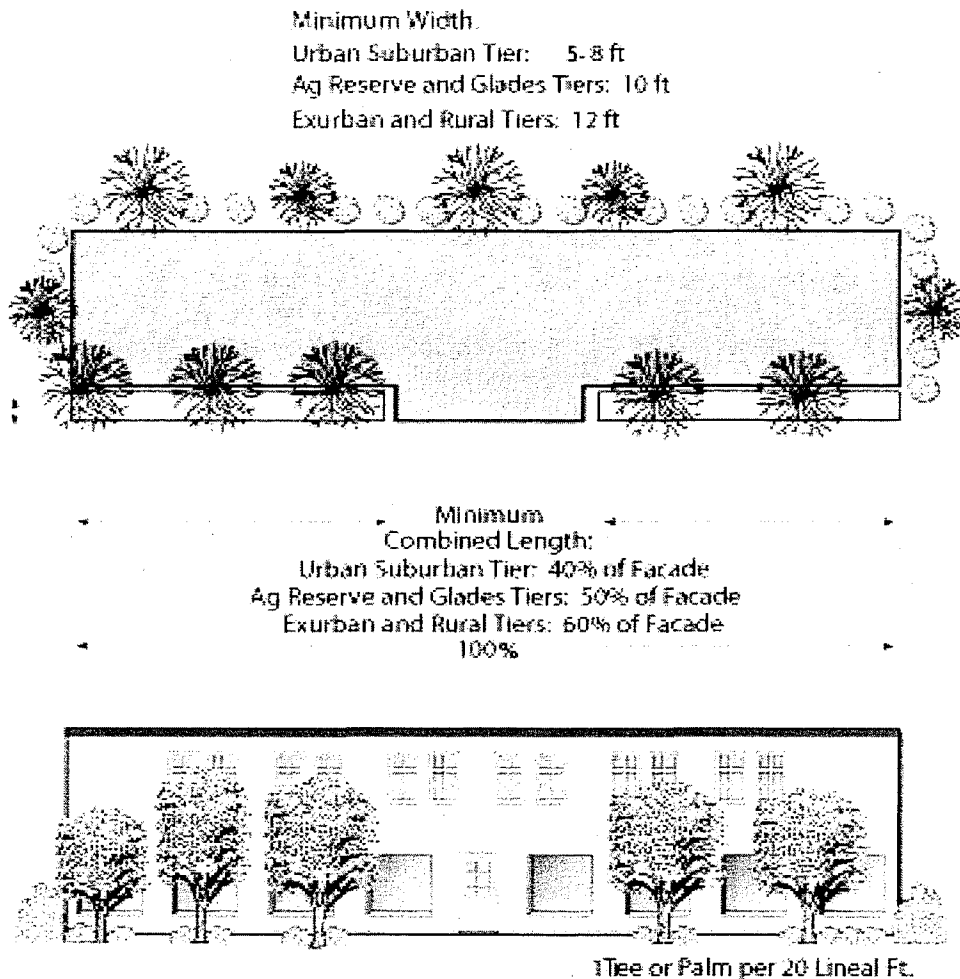 Minimum Width
Urban Suburban Tier: 5-8 ft
Ag Reserve and Glades Tiers: 10 ft
Exurban and Rural Tiers: 12 ft
Minimum
Combined Length:
Urban Suburban Tier: 40% of Facade
Ag Reserve and Glades Tiers: 50% of Facade
Exurban and Rural Tiers: 60% of Facade
100%
1 Tree or Palm per 20 Lineal Ft.